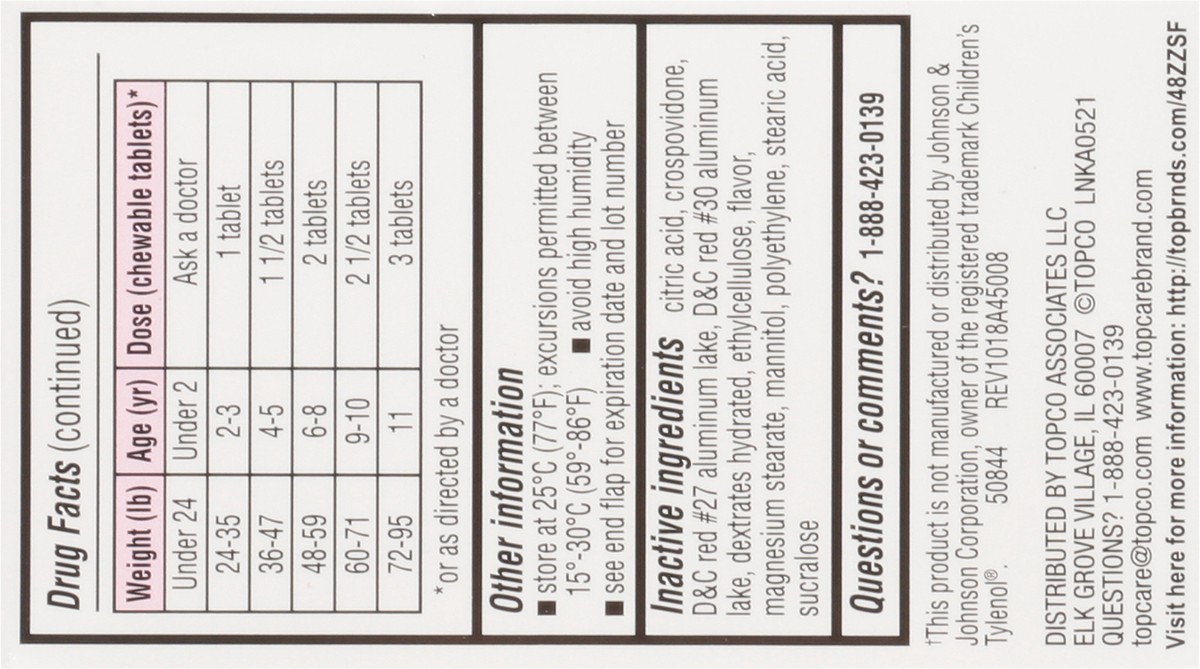 Drug Facts (continued)
Weight (lb) Age (yr) Dose (chewable tablets)*
Under 24 Under 2 Ask a doctor
24-35 2-3 1 tablet
36-47 4-5 1 1/2 tablets
48-59 6-8 2 tablets
60-71 9-10 2 1/2 tablets
72-95 11 3 tablets
*or as directed by a doctor
Other information
■ store at 25°C (77°F); excursions permitted between
15°-30°C (59°-86°F) ■ avoid high humidity
■ see end flap for expiration date and lot number
Inactive ingredients citric acid, crospovidone,
D&C red #27 aluminum lake, D&C red #30 aluminum
lake, dextrates hydrated, ethylcellulose, flavor,
magnesium stearate, mannitol, polyethylene, stearic acid,
sucralose
Questions or comments? 1-888-423-0139
†This product is not manufactured or distributed by Johnson &
Johnson Corporation, owner of the registered trademark Children's
Tylenol®. 50844 REV1018A45008
DISTRIBUTED BY TOPCO ASSOCIATES LLC
ELK GROVE VILLAGE, IL 60007 ©TOPCO LNKA0521
QUESTIONS? 1-888-423-0139
topcare@topco.com www.topcarebrand.com
Visit here for more information: http://topbrnds.com/48ZZSF